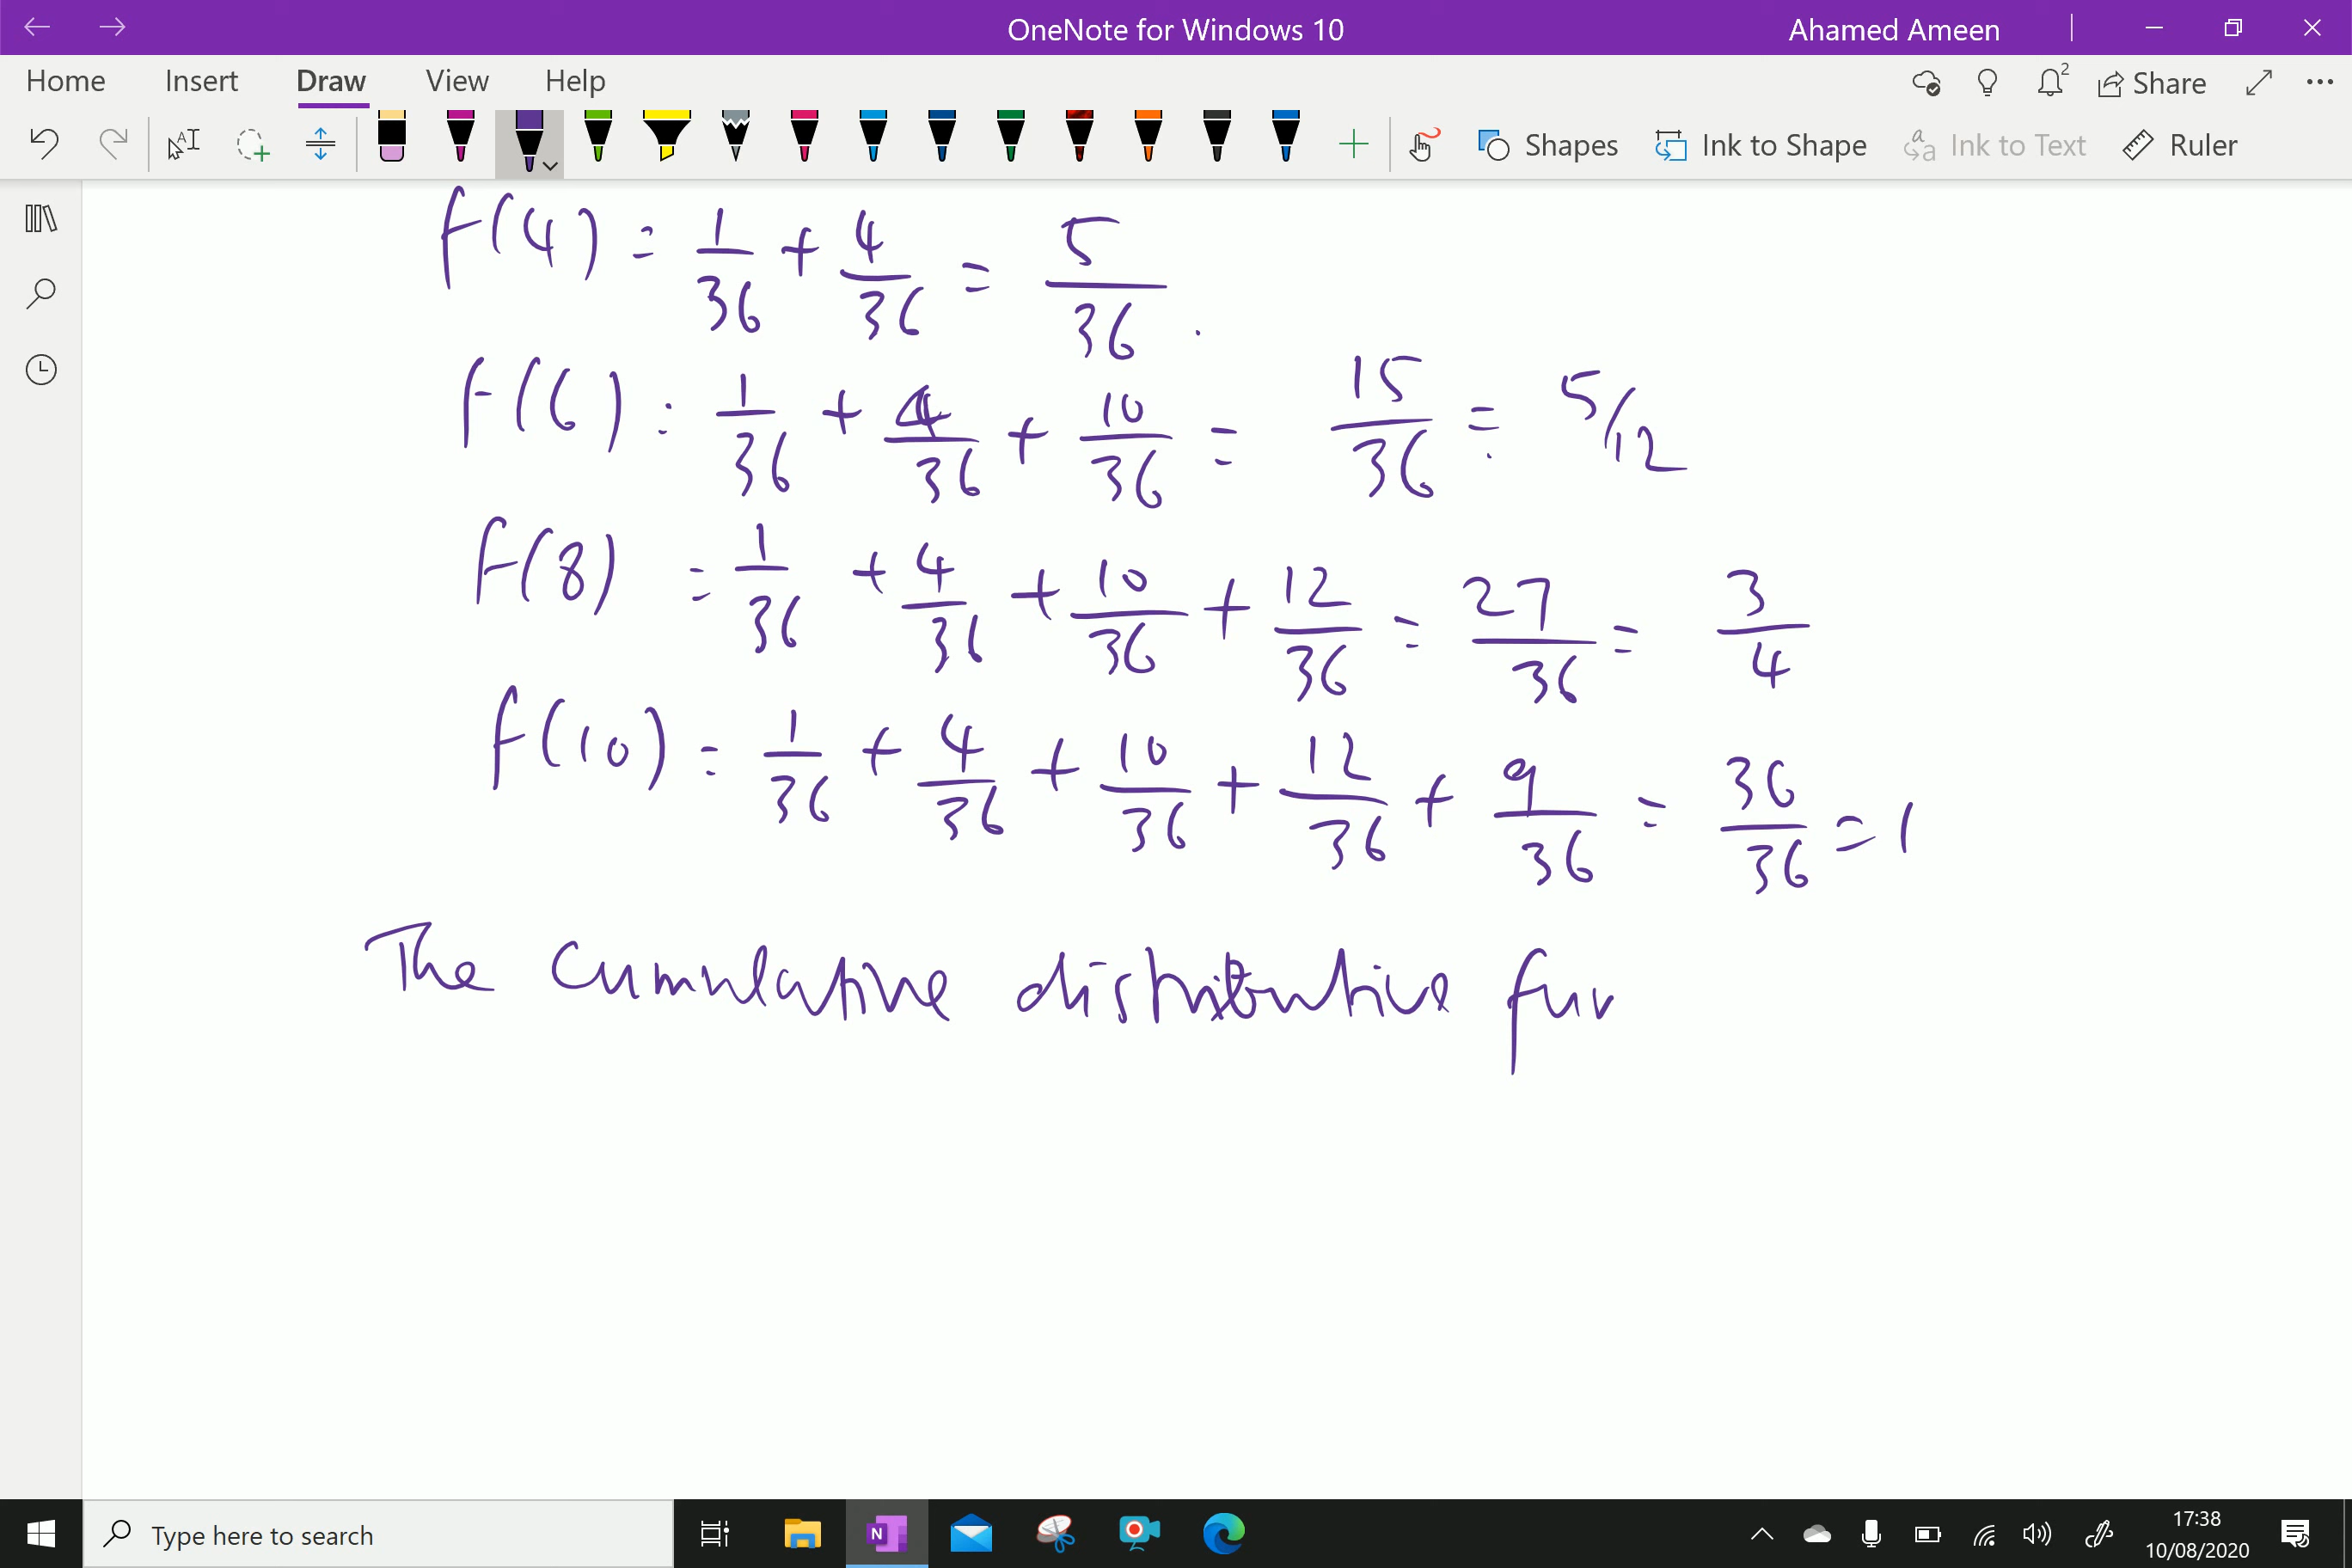 OneNote for Windows 10 Ahamed Ameen
Home Insert Draw View Help 2 Share
Shapes Ink to Shape Ink to Text Ruler
f(4) = 1/36 + 4/36 = 5/36 .
f(6) : 1/36 + 4/36 + 10/36 = 15/36 = 5/12
f(8) = 1/36 + 4/36 + 10/36 + 12/36 = 27/36 = 3/4
f(10) = 1/36 + 4/36 + 10/36 + 12/36 + 9/36 = 36/36 = 1
The cumulative distributive fun
Type here to search 17:38
10/08/2020